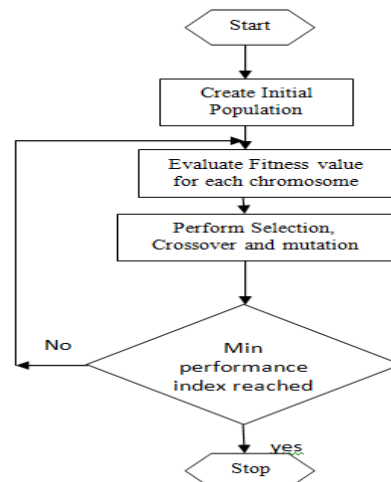 Start
Create Initial
Population
Evaluate Fitness value
for each chromosome
Perform Selection,
Crossover and mutation
No
Min
performance
index reached
yes
Stop